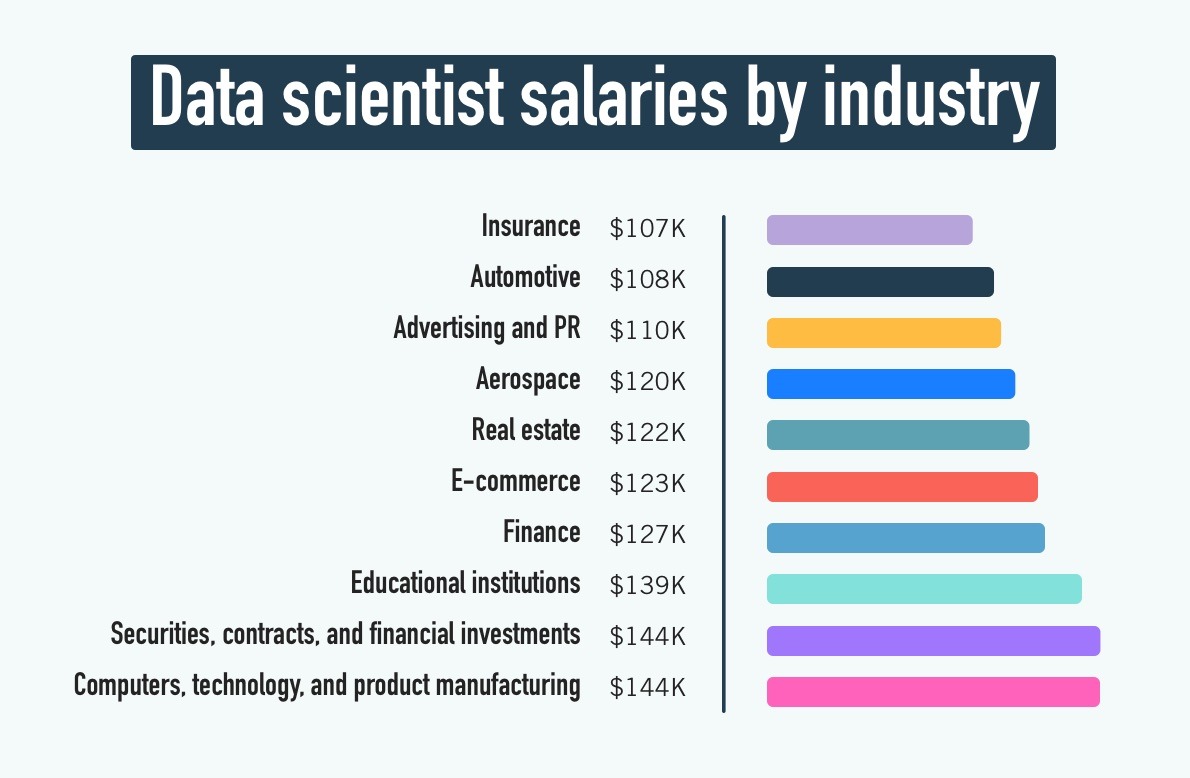 Data scientist salaries by industry
Insurance $107K
Automotive $108K
Advertising and PR $110K
Aerospace $120K
Real estate $122K
E-commerce $123K
Finance $127K
Educational institutions $139K
Securities, contracts, and financial investments $144K
Computers, technology, and product manufacturing $144K